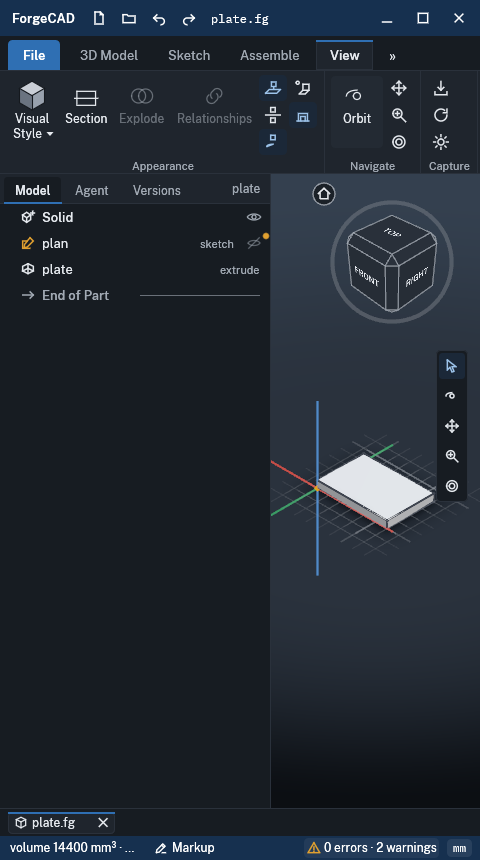 ForgeCAD plate.fg
File 3D Model Sketch Assemble View »
Visual Style Section Explode Relationships Orbit
Appearance Navigate Capture
Model Agent Versions plate
Solid
plan sketch
plate extrude
End of Part
TOP
FRONT RIGHT
plate.fg
volume 14400 mm³ · ... Markup 0 errors · 2 warnings mm